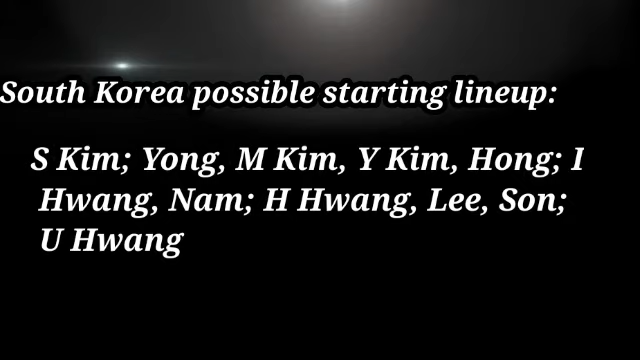 South Korea possible starting lineup:
S Kim; Yong, M Kim, Y Kim, Hong; I
Hwang, Nam; H Hwang, Lee, Son;
U Hwang